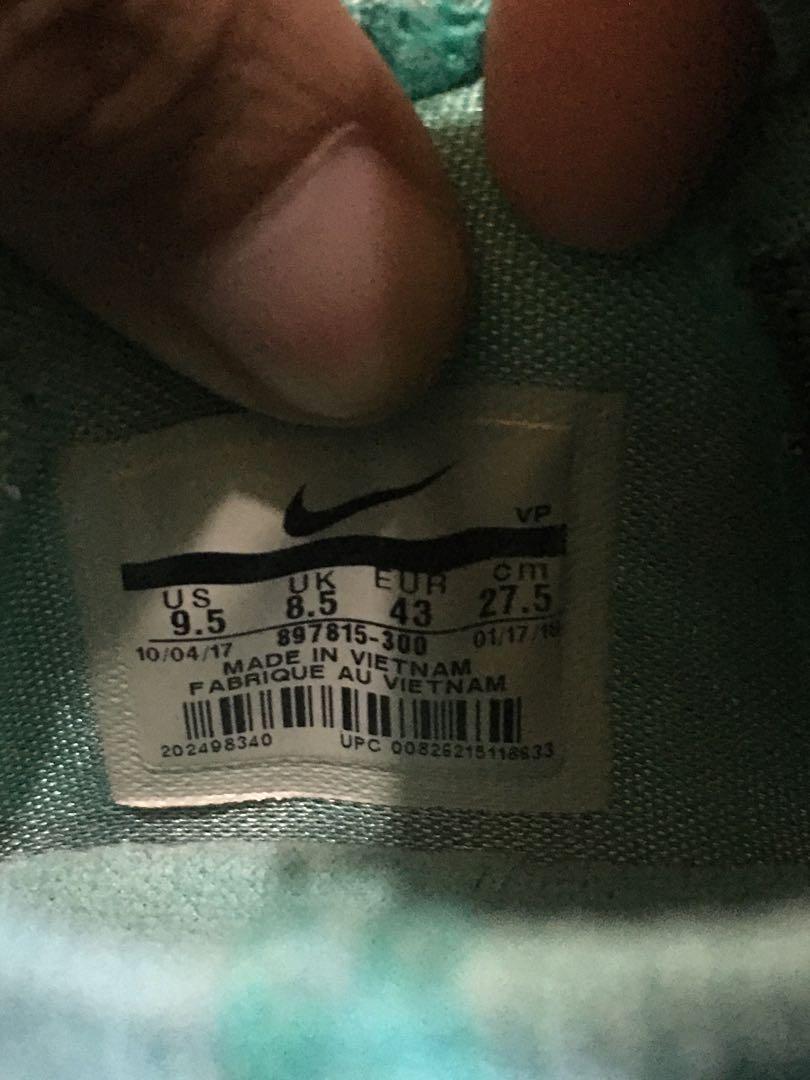 VP
US UK EUR cm
9.5 8.5 43 27.5
10/04/17 897815-300 01/17/18
MADE IN VIETNAM
FABRIQUE AU VIETNAM
202498340 UPC